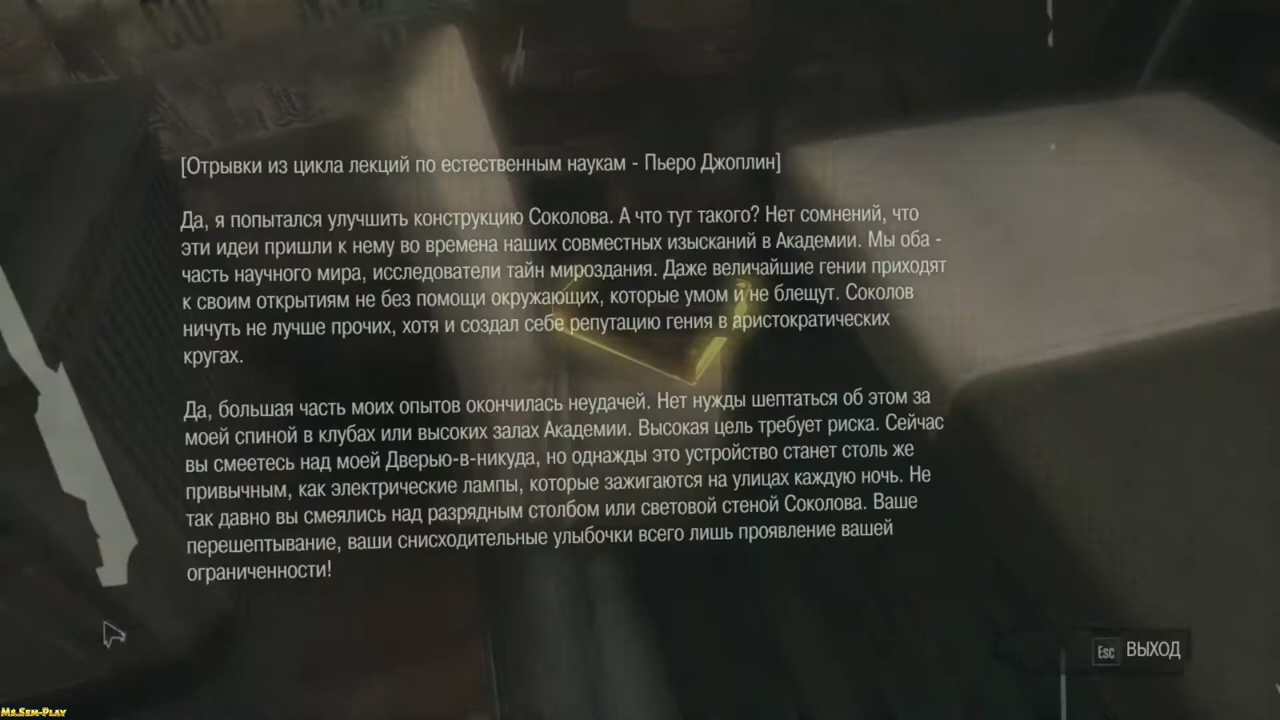 [Отрывки из цикла лекций по естественным наукам - Пьеро Джоплин]
Да, я попытался улучшить конструкцию Соколова. А что тут такого? Нет сомнений, что
эти идеи пришли к нему во времена наших совместных изысканий в Академии. Мы оба -
часть научного мира, исследователи тайн мироздания. Даже величайшие гении приходят
к своим открытиям не без помощи окружающих, которые умом и не блещут. Соколов
ничуть не лучше прочих, хотя и создал себе репутацию гения в аристократических
кругах.
Да, большая часть моих опытов окончилась неудачей. Нет нужды шептаться об этом за
моей спиной в клубах или высоких залах Академии. Высокая цель требует риска. Сейчас
вы смеетесь над моей Дверью-в-никуда, но однажды это устройство станет столь же
привычным, как электрические лампы, которые зажигаются на улицах каждую ночь. Не
так давно вы смеялись над разрядным столбом или световой стеной Соколова. Ваше
перешептывание, ваши снисходительные улыбочки всего лишь проявление вашей
ограниченности!
Esc ВЫХОД
Ms.Sem-Play